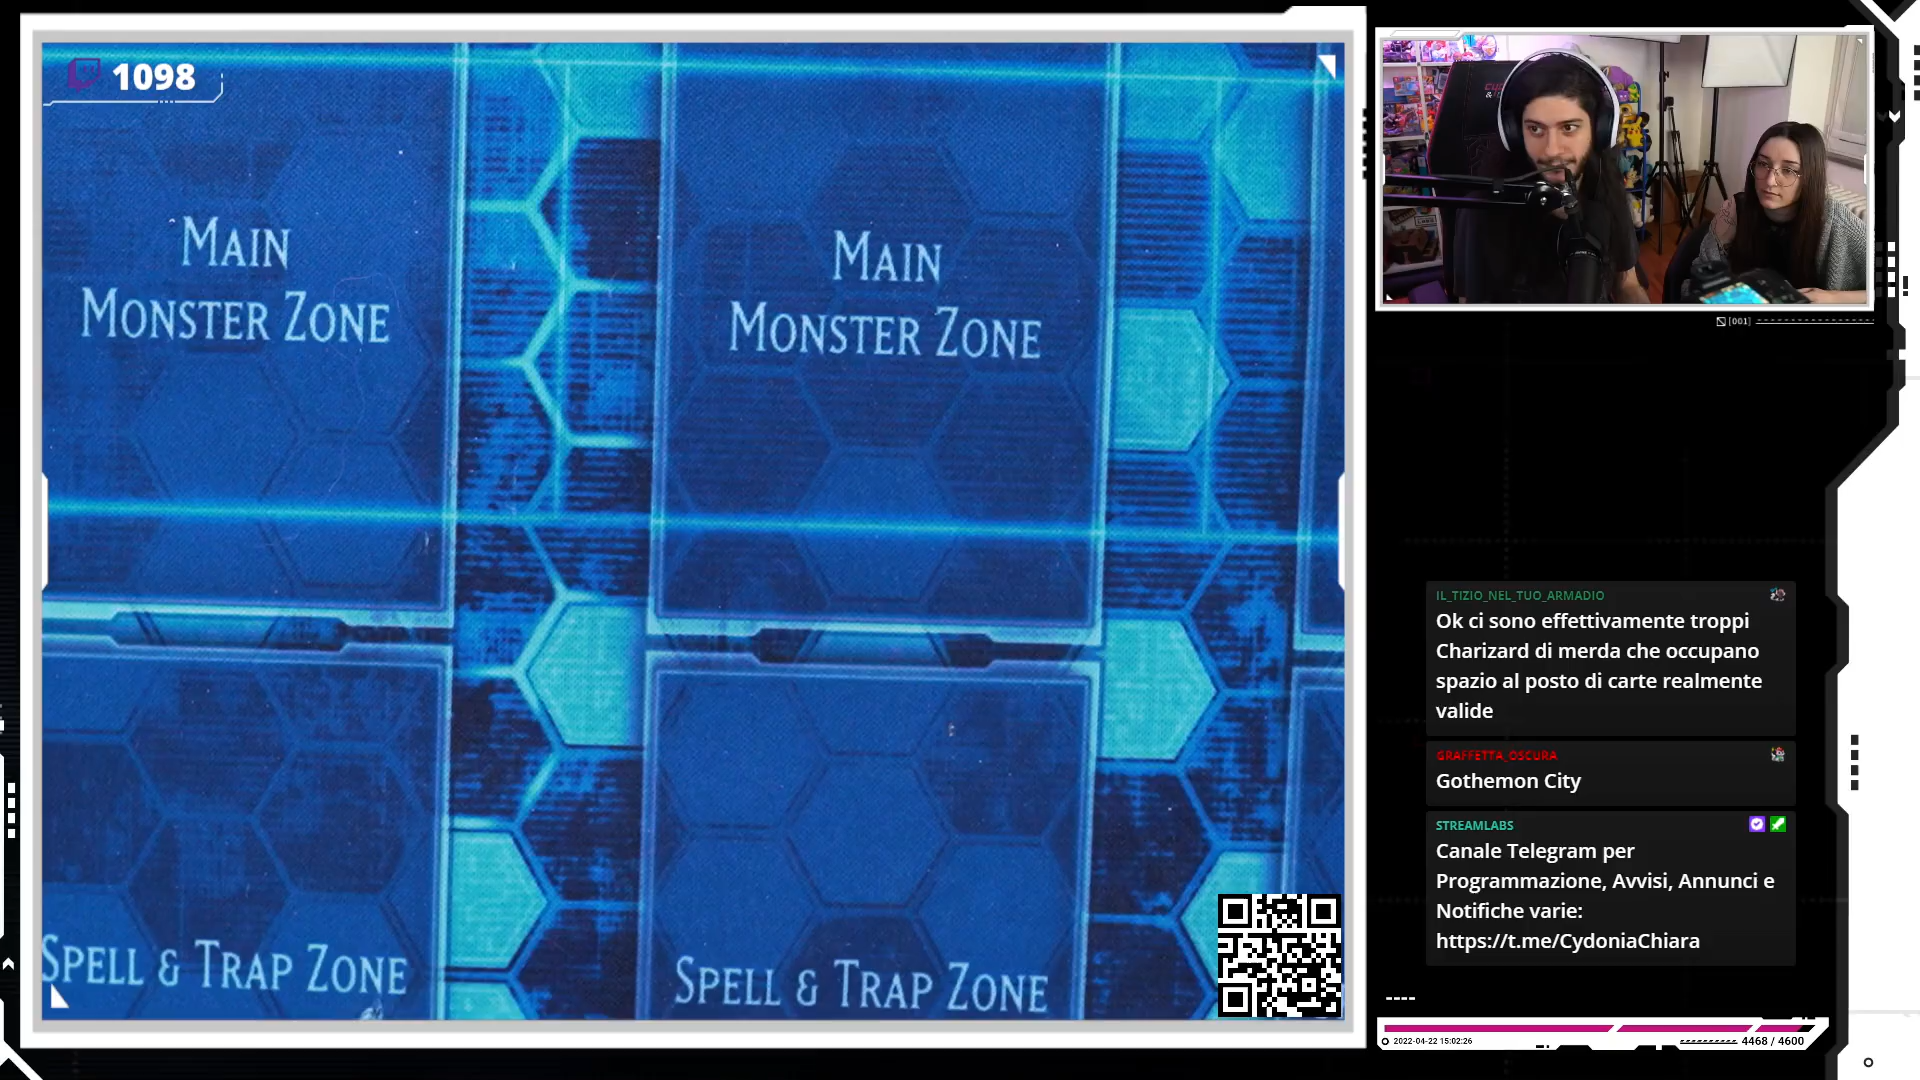 1098
MAIN
MONSTER ZONE
MAIN
MONSTER ZONE
SPELL & TRAP ZONE
SPELL & TRAP ZONE
[001]
IL_TIZIO_NEL_TUO_ARMADIO
Ok ci sono effettivamente troppi
Charizard di merda che occupano
spazio al posto di carte realmente
valide
GRAFFETTA_OSCURA
Gothemon City
STREAMLABS
Canale Telegram per
Programmazione, Avvisi, Annunci e
Notifiche varie:
https://t.me/CydoniaChiara
----
2022-04-22 15:02:26
4468 / 4600